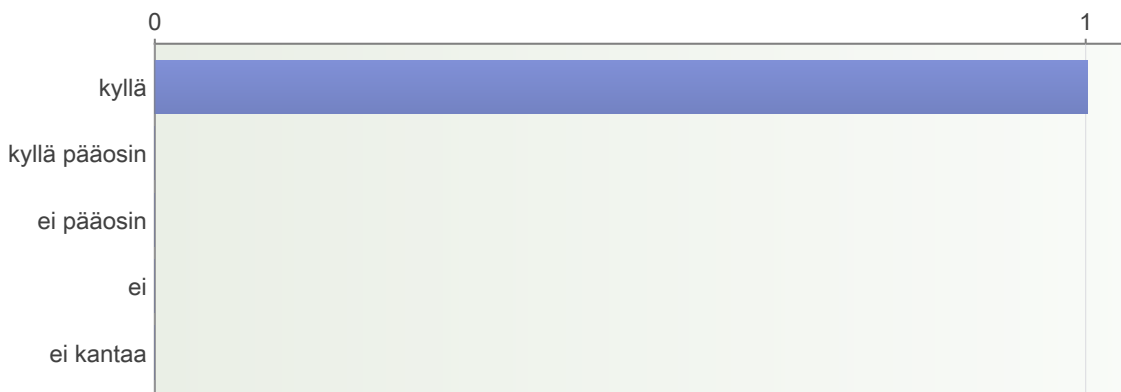 0 1
kyllä
kyllä pääosin
ei pääosin
ei
ei kantaa